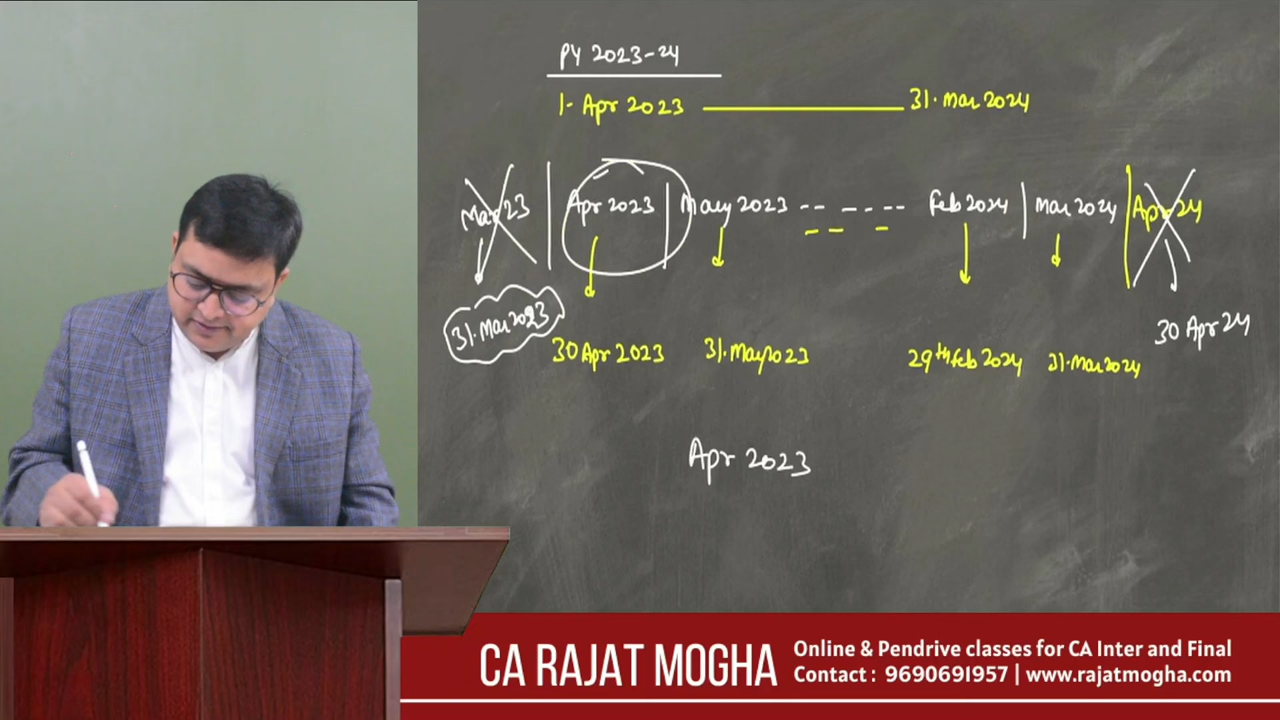 PY 2023-24
1. Apr 2023 31. Mar 2024
Mar 23 Apr 2023 May 2023 -- - - - -- Feb 2024 Mar 2024 Apr 24
31. Mar 2023
30 Apr 2023 31. May 2023 29th Feb 2024 31. Mar 2024 30 Apr 24
Apr 2023
CA RAJAT MOGHA
Online & Pendrive classes for CA Inter and Final
Contact : 9690691957 | www.rajatmogha.com